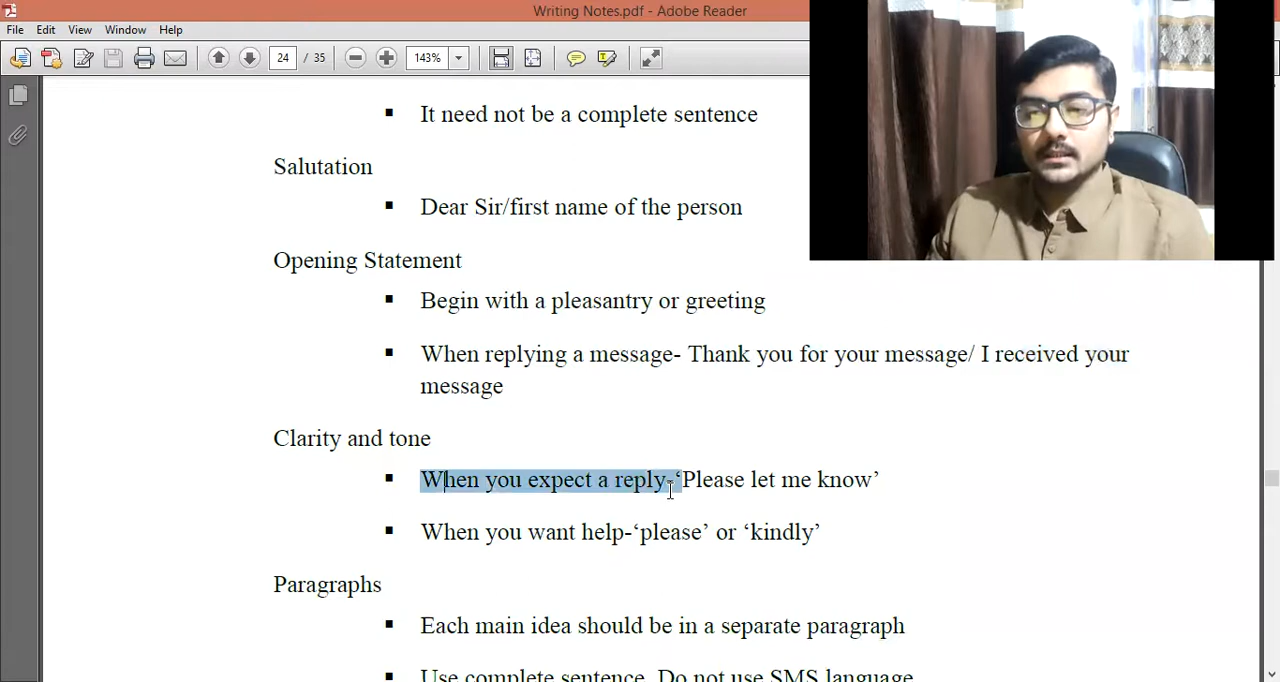 Writing Notes.pdf - Adobe Reader
File Edit View Window Help
24 / 35 143%
It need not be a complete sentence
Salutation
Dear Sir/first name of the person
Opening Statement
Begin with a pleasantry or greeting
When replying a message- Thank you for your message/ I received your
message
Clarity and tone
When you expect a reply-‘Please let me know’
When you want help-‘please’ or ‘kindly’
Paragraphs
Each main idea should be in a separate paragraph
Use complete sentence. Do not use SMS language